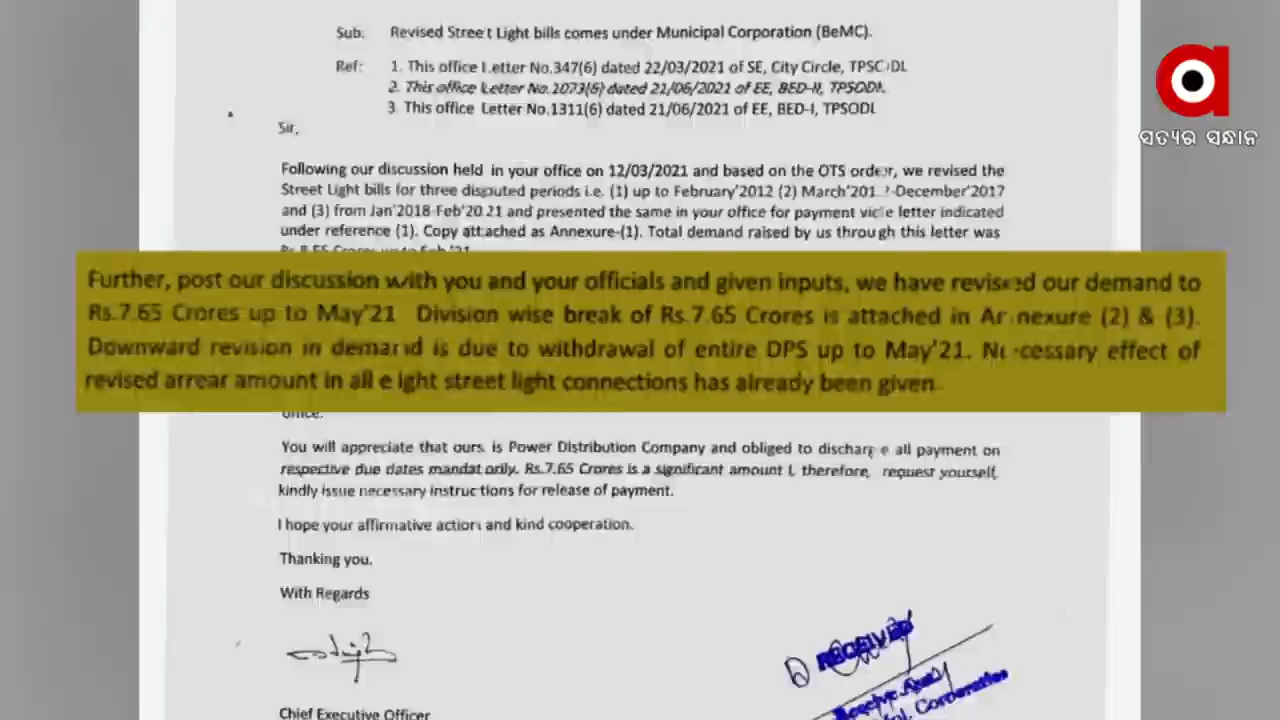 Sub: Revised Street Light bills comes under Municipal Corporation (BeMC).
Ref: 1. This office Letter No.347(6) dated 22/03/2021 of SE, City Circle, TPSODL
2. This office Letter No.1073(6) dated 21/06/2021 of EE, BED-II, TPSODL
3. This office Letter No.1311(6) dated 21/06/2021 of EE, BED-I, TPSODL
Sir,
ସତ୍ୟର ସନ୍ଧାନ
Following our discussion held in your office on 12/03/2021 and based on the OTS order, we revised the
Street Light bills for three disputed periods i.e. (1) up to February'2012 (2) -December'2017
and (3) from Jan'2018-Feb'2021 and presented the same in your office for payment vide letter indicated
under reference (1). Copy attached as Annexure-(1). Total demand raised by us through this letter was
Rs.8.55 Crores up to Feb'21
Further, post our discussion with you and your officials and given inputs, we have revised our demand to
Rs.7.65 Crores up to May'21 Division wise break of Rs.7.65 Crores is attached in Annexure (2) & (3).
Downward revision in demand is due to withdrawal of entire DPS up to May'21. Necessary effect of
revised arrear amount in all eight street light connections has already been given
office.
You will appreciate that ours is Power Distribution Company and obliged to discharge all payment on
respective due dates mandatorily. Rs.7.65 Crores is a significant amount I, therefore, request yourself,
kindly issue necessary instructions for release of payment.
I hope your affirmative action and kind cooperation.
Thanking you.
With Regards
Chief Executive Officer
RECEIVED
Corporation